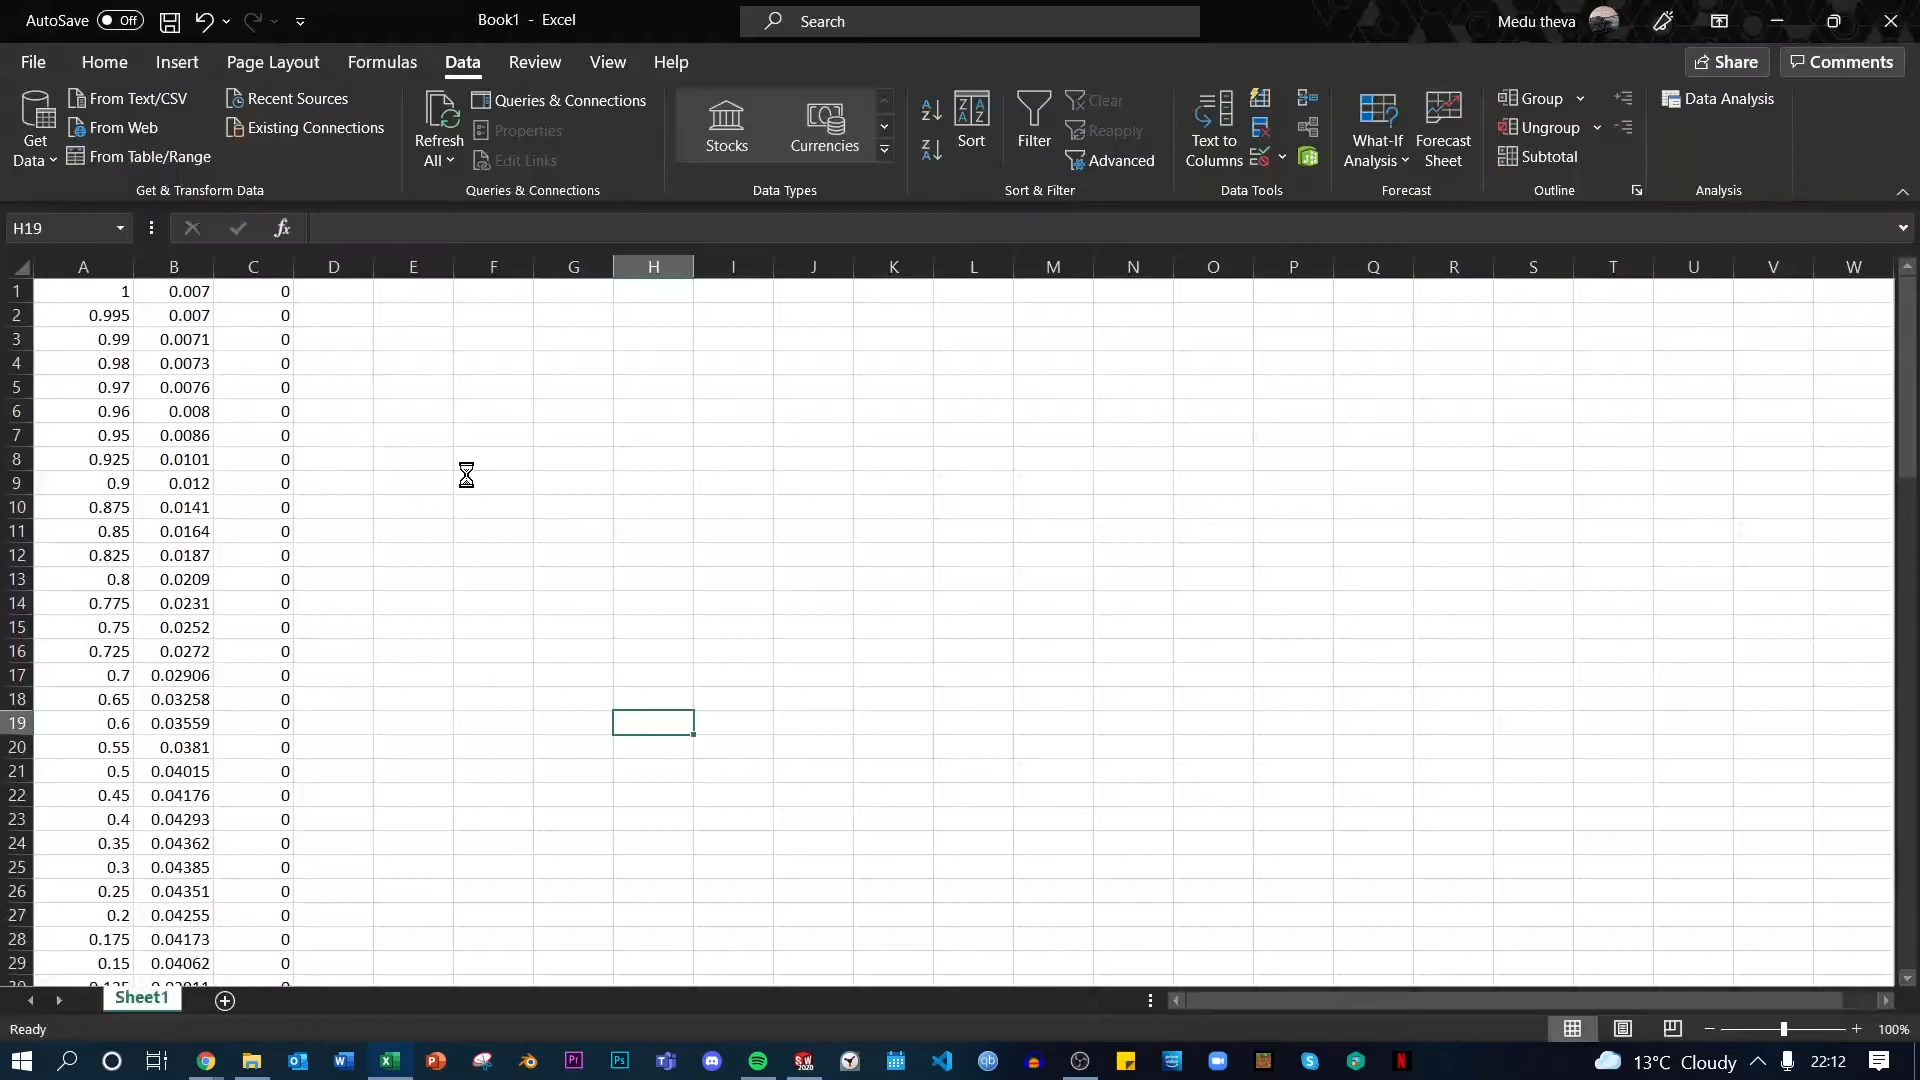 AutoSave Off Book1 - Excel Search Medu theva
File Home Insert Page Layout Formulas Data Review View Help Share Comments
Get Data From Text/CSV From Web From Table/Range Recent Sources Existing Connections
Get & Transform Data
Refresh All Queries & Connections Properties Edit Links
Queries & Connections
Stocks Currencies
Data Types
Sort Filter Clear Reapply Advanced
Sort & Filter
Text to Columns
Data Tools
What-If Analysis Forecast Sheet
Forecast
Group Ungroup Subtotal
Outline
Data Analysis
Analysis
H19 fx
A B C D E F G H I J K L M N O P Q R S T U V W
1 1 0.007 0
2 0.995 0.007 0
3 0.99 0.0071 0
4 0.98 0.0073 0
5 0.97 0.0076 0
6 0.96 0.008 0
7 0.95 0.0086 0
8 0.925 0.0101 0
9 0.9 0.012 0
10 0.875 0.0141 0
11 0.85 0.0164 0
12 0.825 0.0187 0
13 0.8 0.0209 0
14 0.775 0.0231 0
15 0.75 0.0252 0
16 0.725 0.0272 0
17 0.7 0.02906 0
18 0.65 0.03258 0
19 0.6 0.03559 0
20 0.55 0.0381 0
21 0.5 0.04015 0
22 0.45 0.04176 0
23 0.4 0.04293 0
24 0.35 0.04362 0
25 0.3 0.04385 0
26 0.25 0.04351 0
27 0.2 0.04255 0
28 0.175 0.04173 0
29 0.15 0.04062 0
Sheet1
Ready 100%
13°C Cloudy 22:12